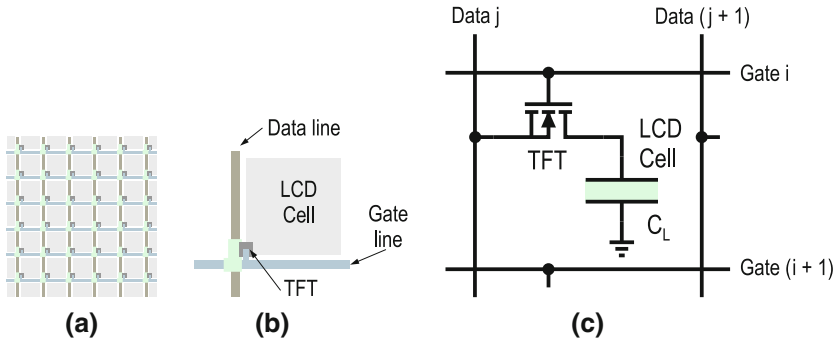 Data j
Data (j + 1)
Gate i
Data line
LCD
Cell
Gate
line
TFT
TFT
LCD
Cell
C_L
Gate (i + 1)
(a)
(b)
(c)